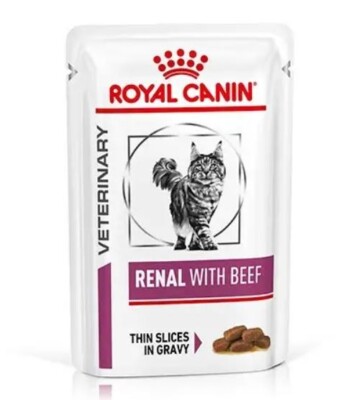 ROYAL CANIN®
VETERINARY
RENAL WITH BEEF
THIN SLICES
IN GRAVY